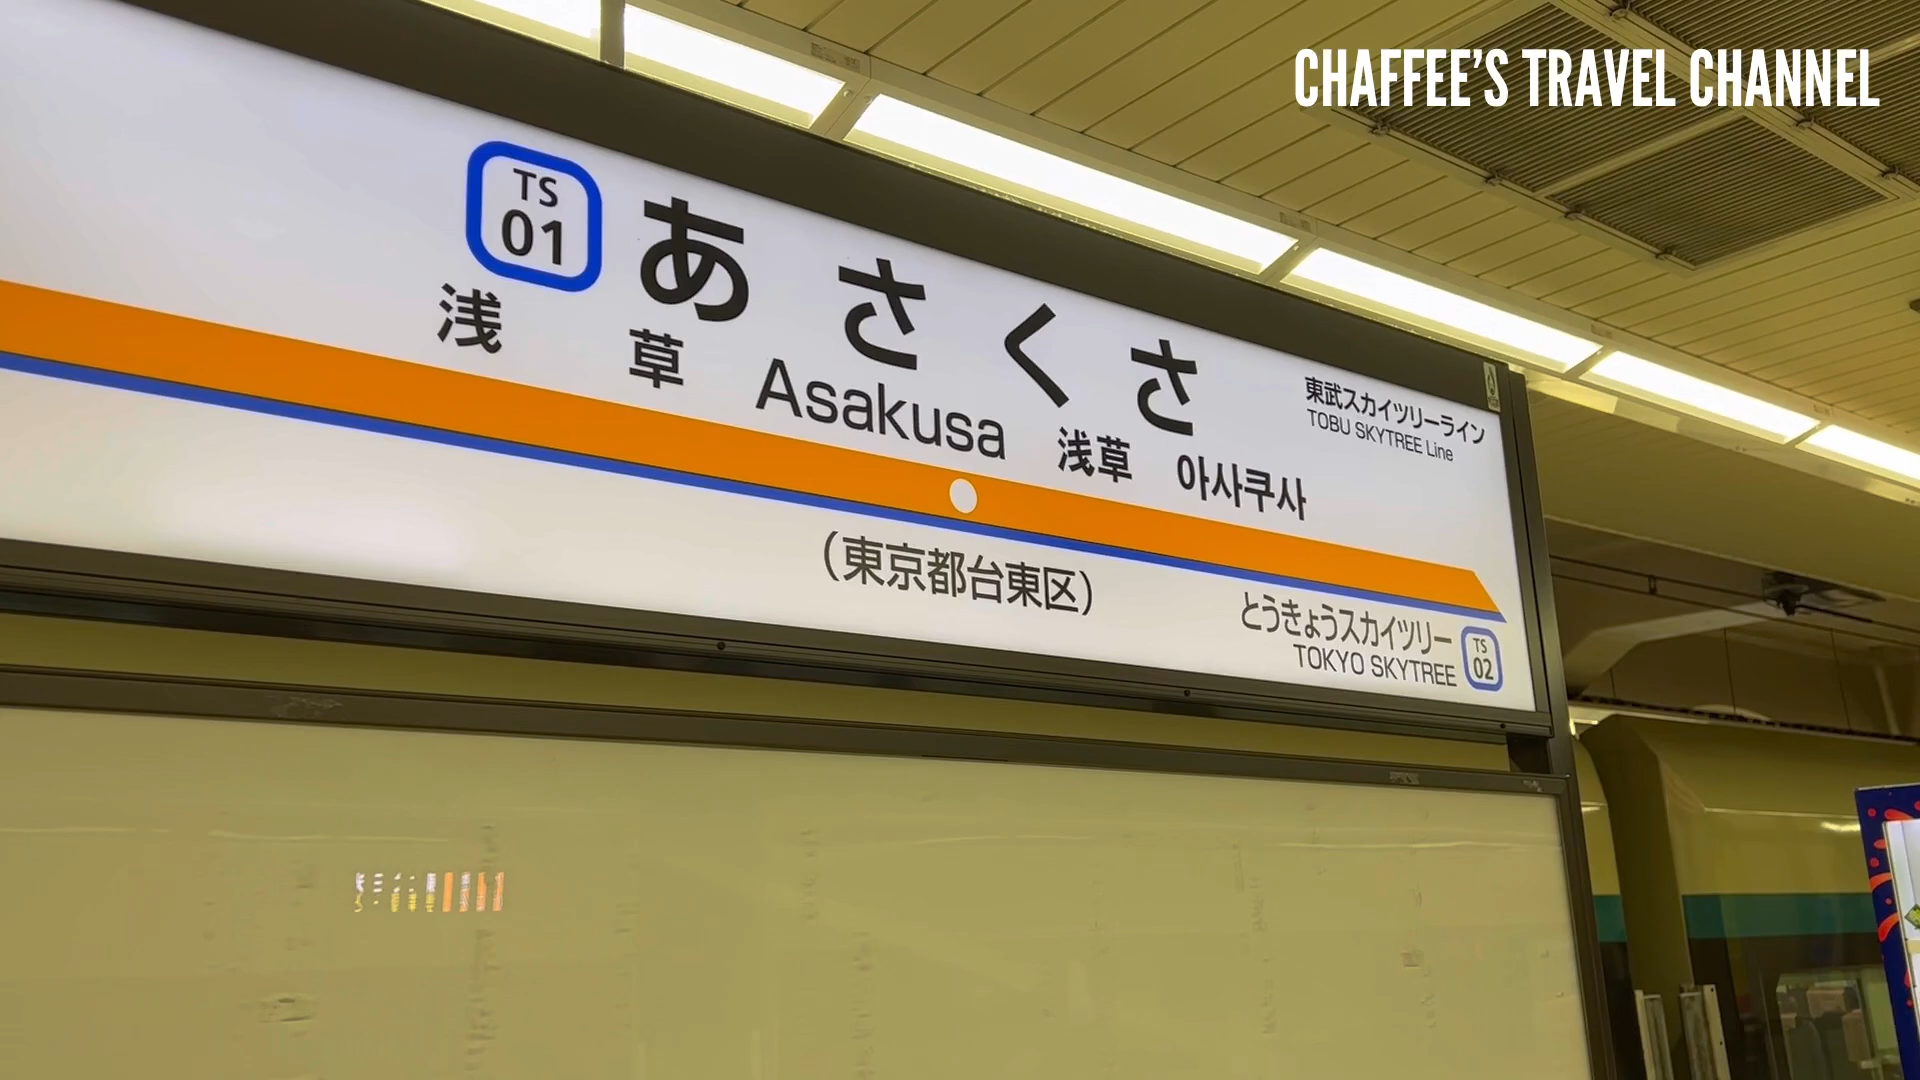 CHAFFEE'S TRAVEL CHANNEL
TS
01
あさくさ
浅草 Asakusa 浅草 아사쿠사
東武スカイツリーライン
TOBU SKYTREE Line
(東京都台東区)
とうきょうスカイツリー
TOKYO SKYTREE
TS
02